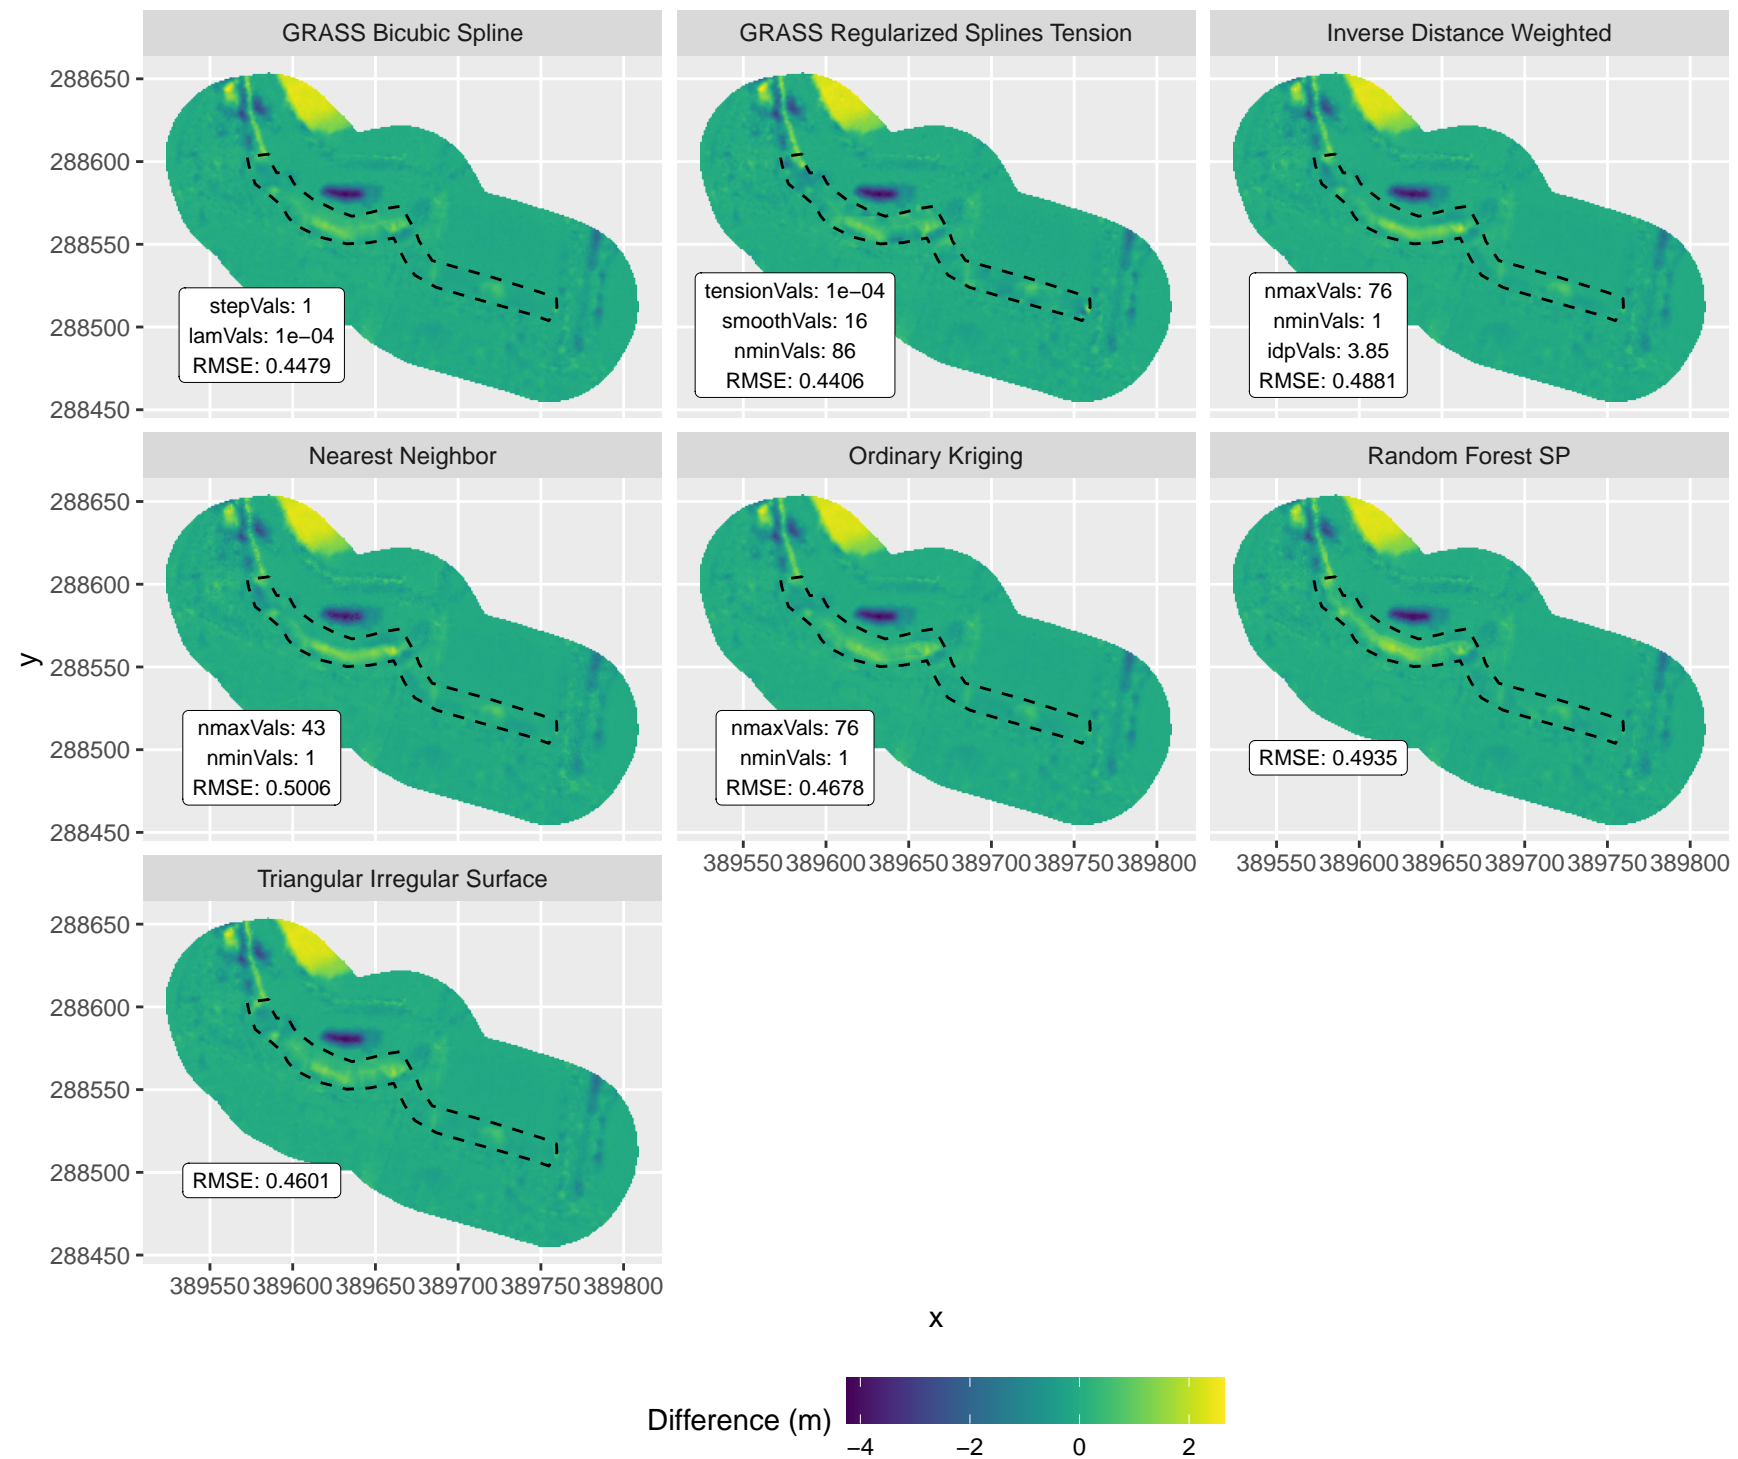 GRASS Bicubic Spline
GRASS Regularized Splines Tension
Inverse Distance Weighted
288650
288600
288550
288500
288450
stepVals: 1
lamVals: 1e−04
RMSE: 0.4479
tensionVals: 1e−04
smoothVals: 16
nminVals: 86
RMSE: 0.4406
nmaxVals: 76
nminVals: 1
idpVals: 3.85
RMSE: 0.4881
Nearest Neighbor
Ordinary Kriging
Random Forest SP
288650
288600
288550
288500
288450
nmaxVals: 43
nminVals: 1
RMSE: 0.5006
nmaxVals: 76
nminVals: 1
RMSE: 0.4678
RMSE: 0.4935
389550 389600 389650 389700 389750 389800
389550 389600 389650 389700 389750 389800
y
Triangular Irregular Surface
288650
288600
288550
288500
288450
RMSE: 0.4601
389550 389600 389650 389700 389750 389800
x
Difference (m)
−4 −2 0 2